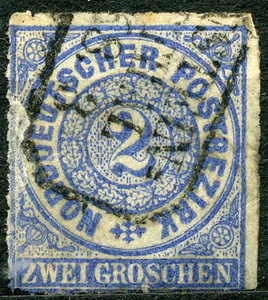 NORDDEUTSCHER POSTBEZIRK
2
ZWEI GROSCHEN